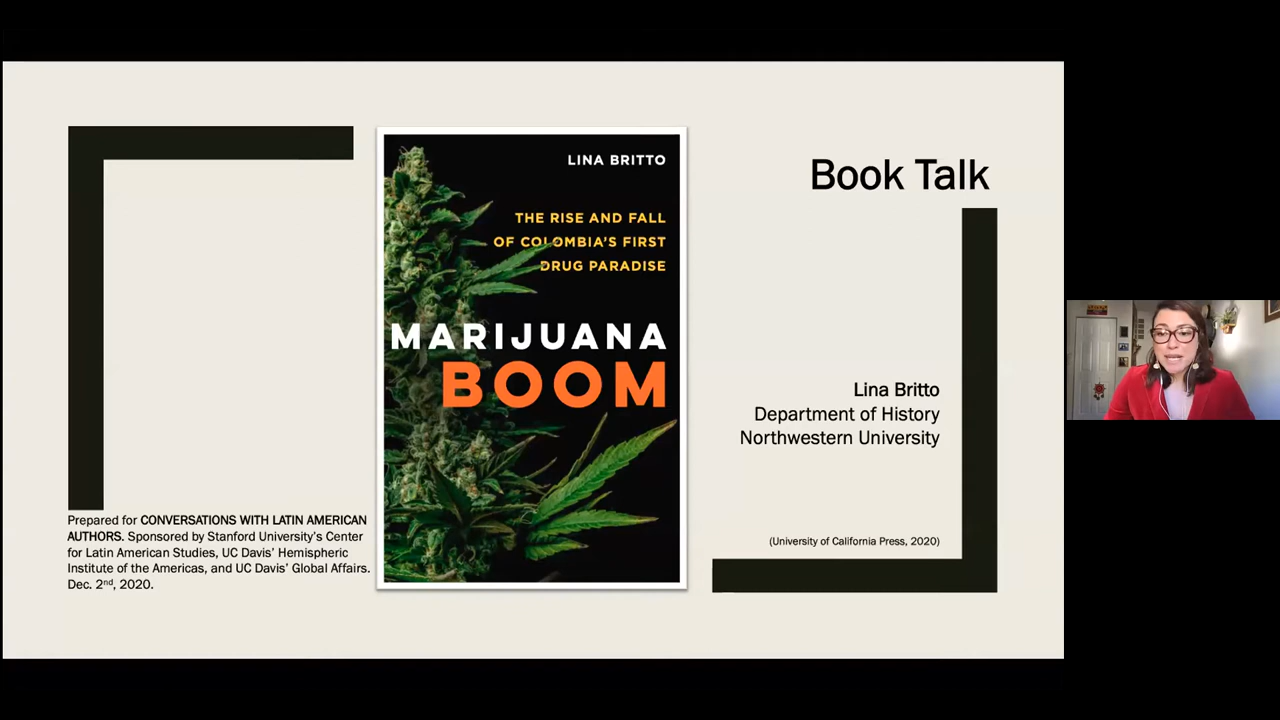 LINA BRITTO
THE RISE AND FALL
OF COLOMBIA'S FIRST
DRUG PARADISE
MARIJUANA
BOOM
Book Talk
Lina Britto
Department of History
Northwestern University
(University of California Press, 2020)
Prepared for CONVERSATIONS WITH LATIN AMERICAN
AUTHORS. Sponsored by Stanford University's Center
for Latin American Studies, UC Davis' Hemispheric
Institute of the Americas, and UC Davis' Global Affairs.
Dec. 2nd, 2020.